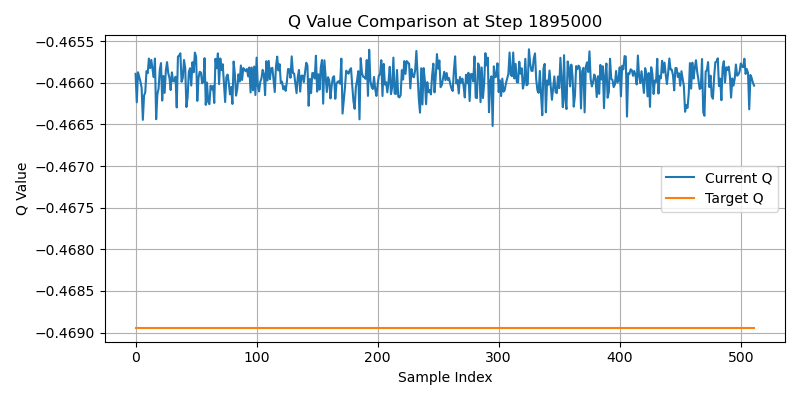 Q Value Comparison at Step 1895000
Q Value
−0.4655
−0.4660
−0.4665
−0.4670
−0.4675
−0.4680
−0.4685
−0.4690
Current Q
Target Q
0 100 200 300 400 500
Sample Index